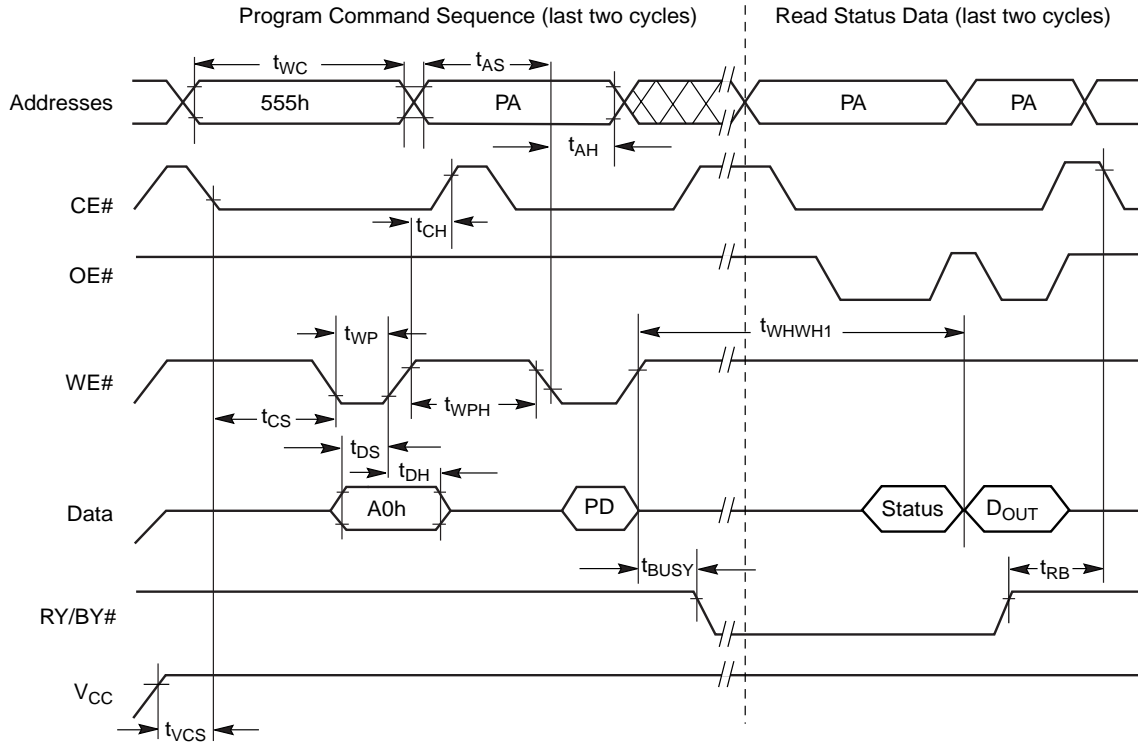 Program Command Sequence (last two cycles) Read Status Data (last two cycles)
tWC tAS
Addresses 555h PA PA PA
tAH
CE#
tCH
OE#
tWP tWHWH1
WE#
tCS tWPH
tDS
tDH
Data A0h PD Status DOUT
tBUSY tRB
RY/BY#
VCC
tVCS